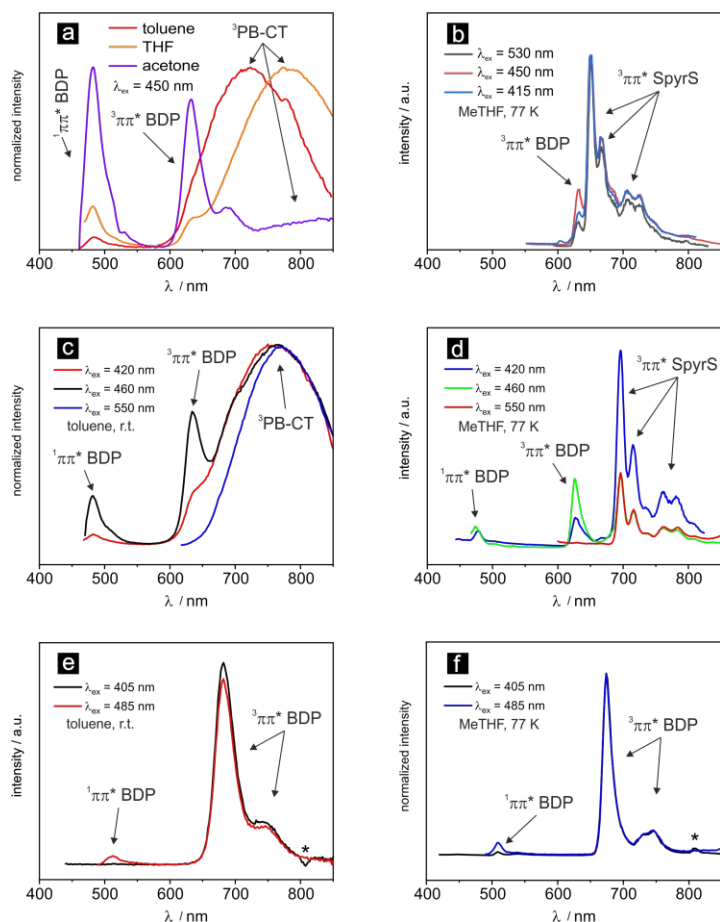 a
toluene
THF
acetone
λex = 450 nm
³PB-CT
¹ππ* BDP
³ππ* BDP
normalized intensity
400 500 600 700 800
λ / nm
b
λex = 530 nm
λex = 450 nm
λex = 415 nm
MeTHF, 77 K
³ππ* SpyrS
³ππ* BDP
intensity / a.u.
400 500 600 700 800
λ / nm
c
λex = 420 nm
λex = 460 nm
λex = 550 nm
toluene, r.t.
³ππ* BDP
³PB-CT
¹ππ* BDP
normalized intensity
400 500 600 700 800
λ / nm
d
λex = 420 nm
λex = 460 nm
λex = 550 nm
MeTHF, 77 K
³ππ* SpyrS
³ππ* BDP
¹ππ* BDP
intensity / a.u.
400 500 600 700 800
λ / nm
e
λex = 405 nm
λex = 485 nm
toluene, r.t.
³ππ* BDP
¹ππ* BDP
*
intensity / a.u.
400 500 600 700 800
λ / nm
f
λex = 405 nm
λex = 485 nm
MeTHF, 77 K
³ππ* BDP
¹ππ* BDP
*
normalized intensity
400 500 600 700 800
λ / nm